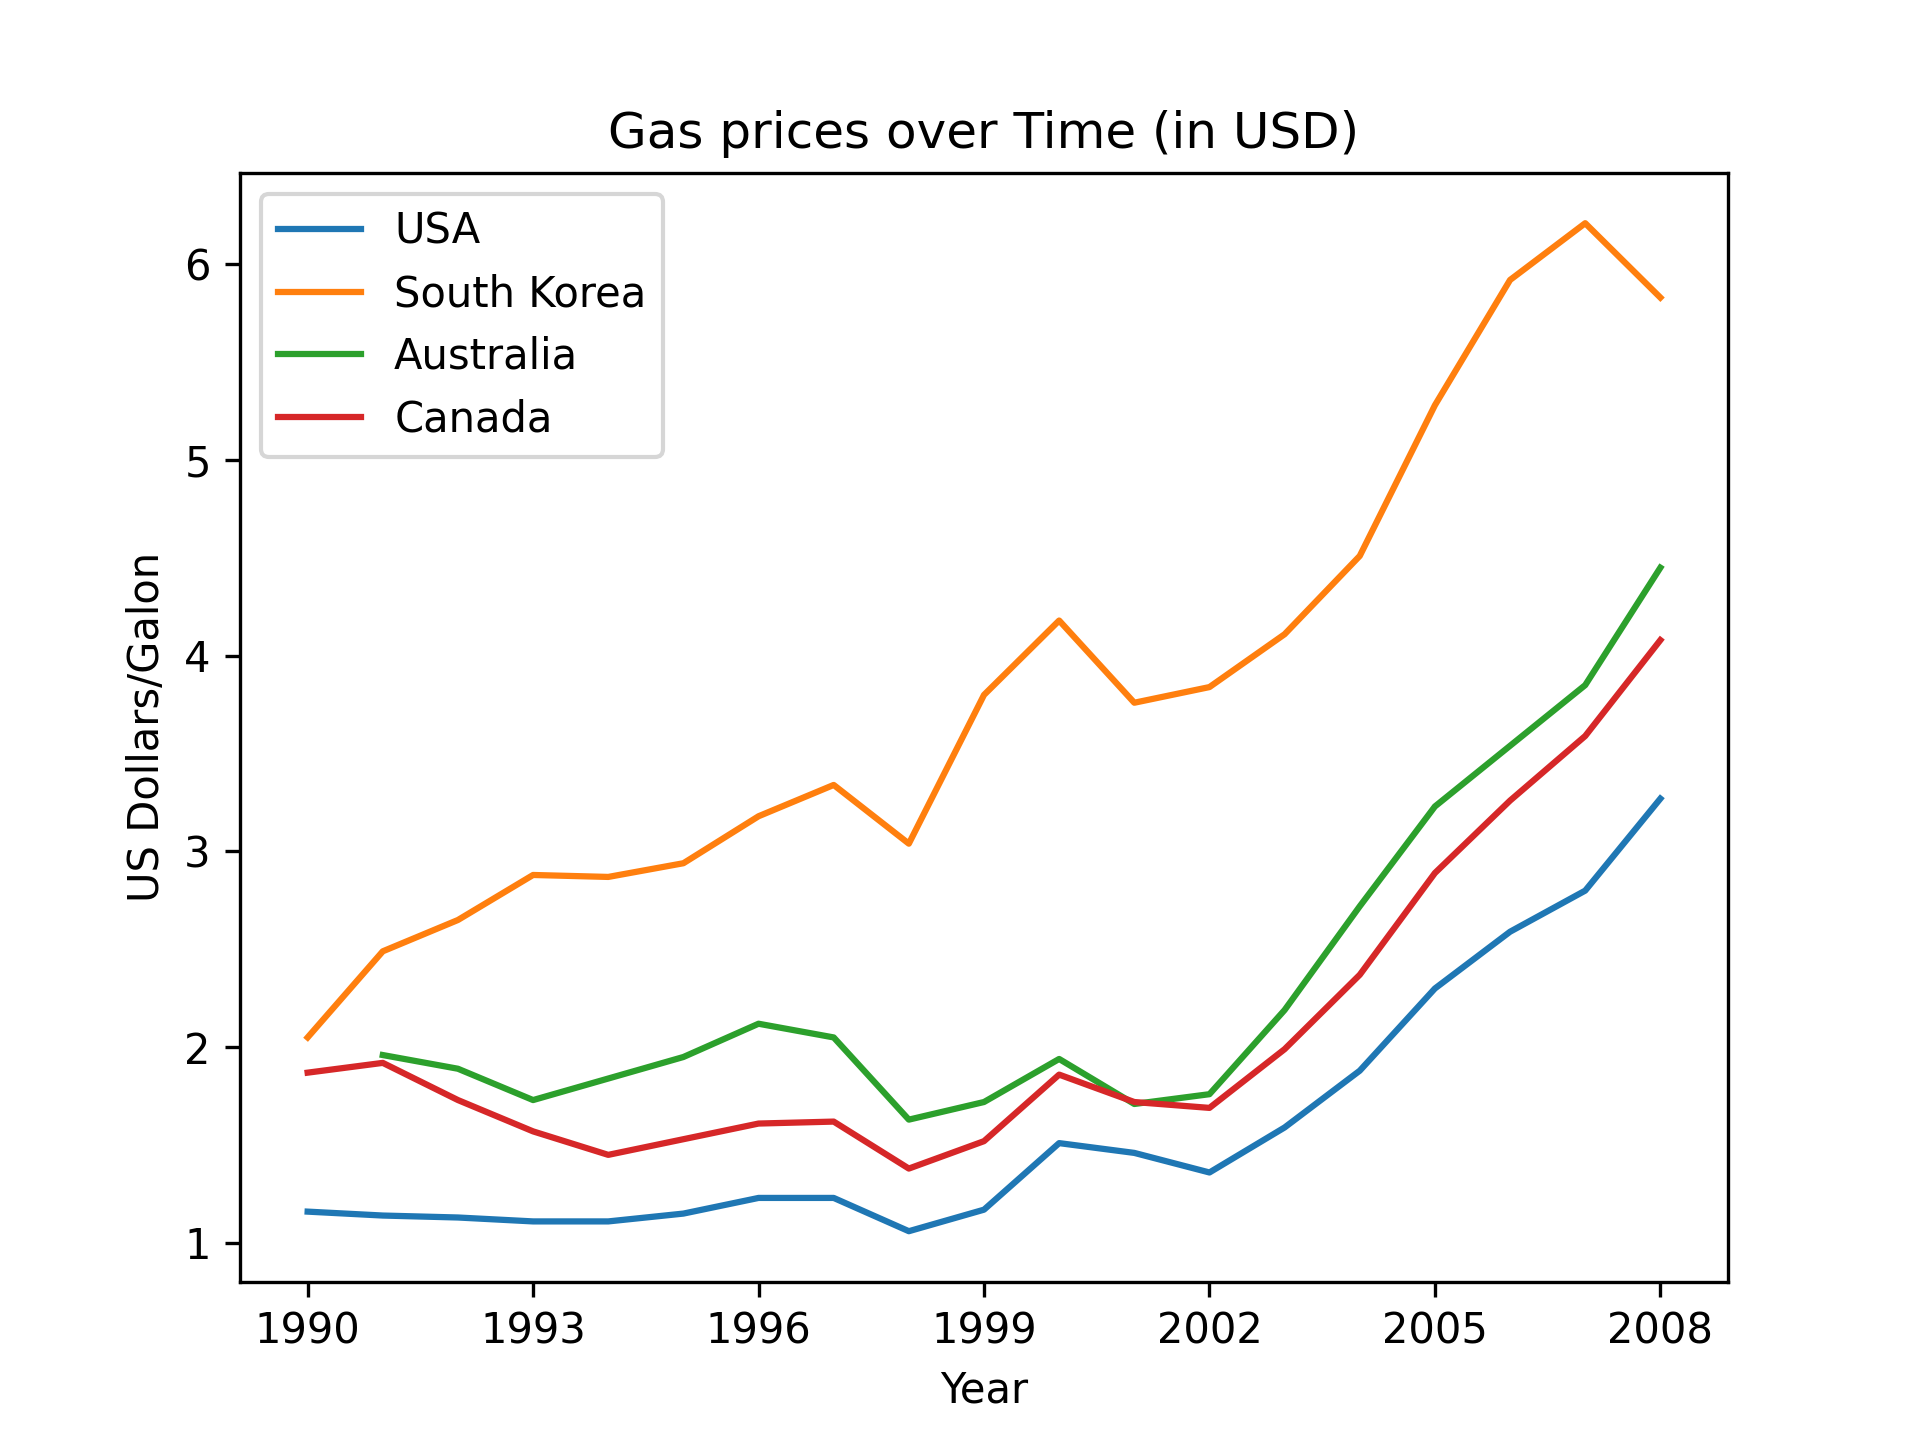 Gas prices over Time (in USD)
USA
South Korea
Australia
Canada
6
5
4
3
2
1
US Dollars/Galon
1990 1993 1996 1999 2002 2005 2008
Year